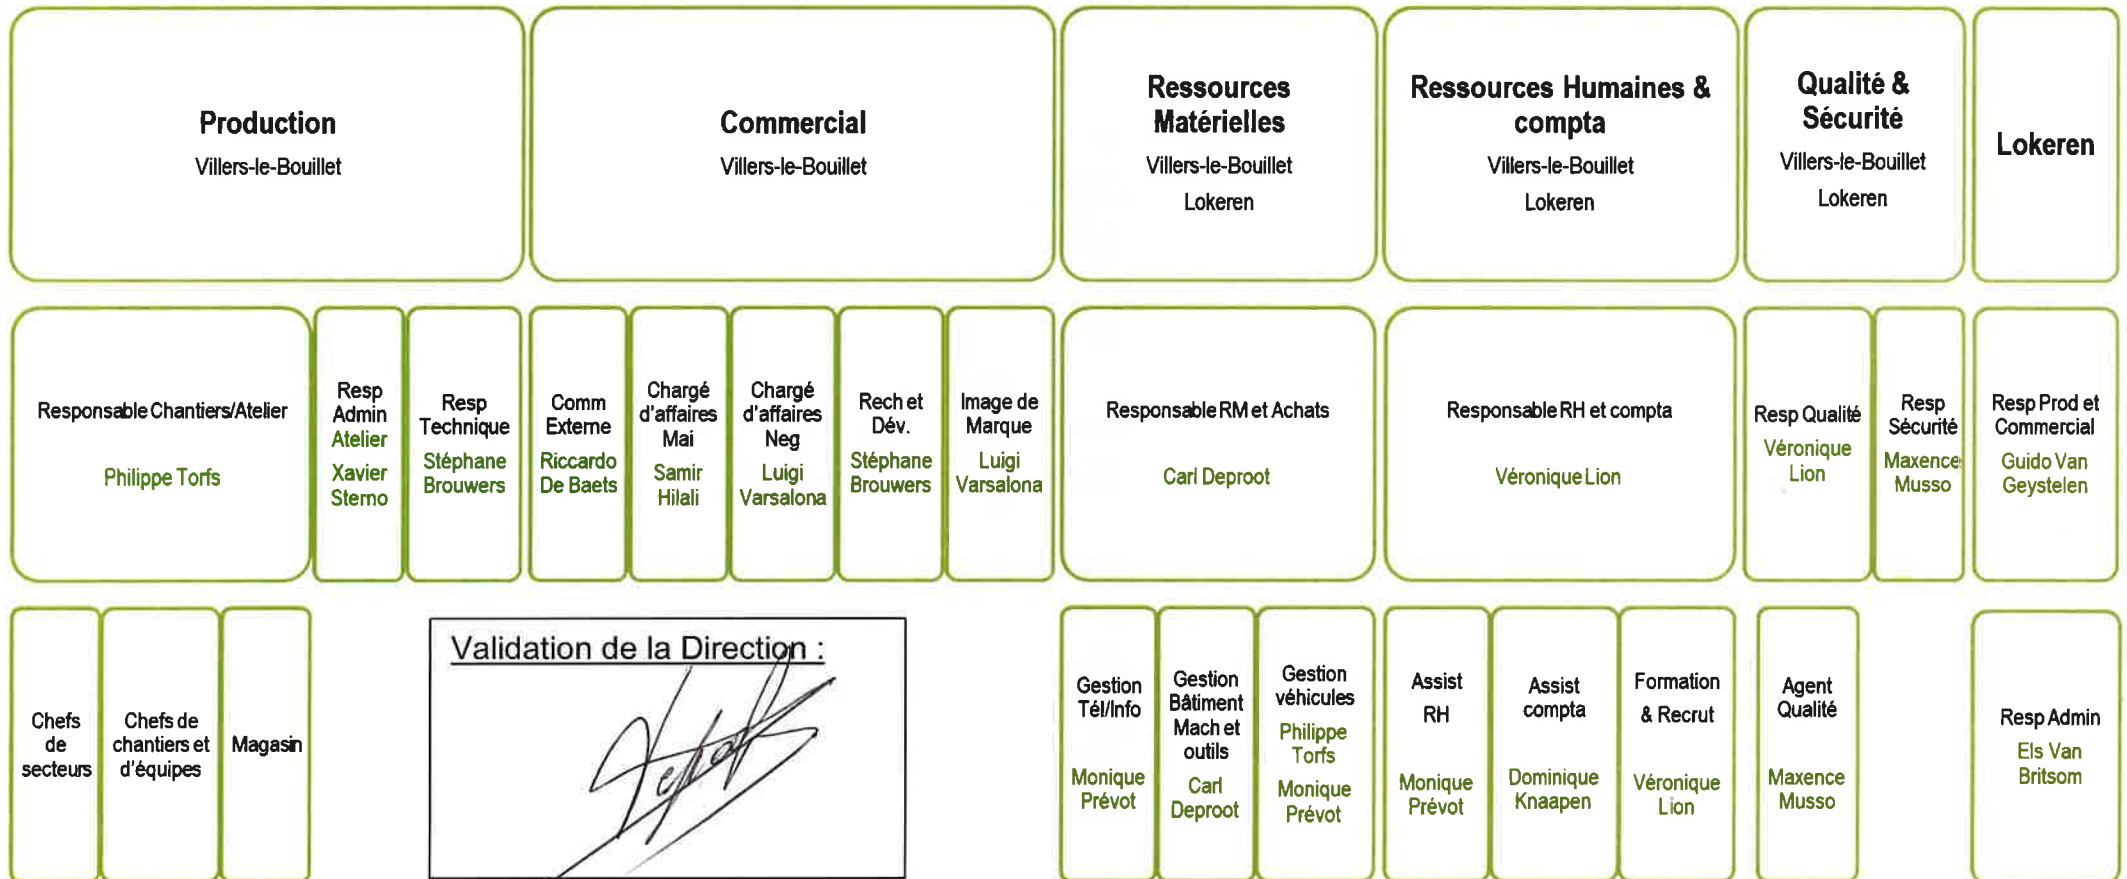 Production
Villers-le-Bouillet
Commercial
Villers-le-Bouillet
Ressources
Matérielles
Villers-le-Bouillet
Lokeren
Ressources Humaines &
compta
Villers-le-Bouillet
Lokeren
Qualité &
Sécurité
Villers-le-Bouillet
Lokeren
Lokeren
Responsable Chantiers/Atelier
Philippe Torfs
Resp
Admin
Atelier
Xavier
Sterno
Resp
Technique
Stéphane
Brouwers
Comm
Externe
Riccardo
De Baets
Chargé
d'affaires
Mai
Samir
Hilali
Chargé
d'affaires
Neg
Luigi
Varsalona
Rech et
Dév.
Stéphane
Brouwers
Image de
Marque
Luigi
Varsalona
Responsable RM et Achats
Carl Deproot
Responsable RH et compta
Véronique Lion
Resp Qualité
Véronique
Lion
Resp
Sécurité
Maxence
Musso
Resp Prod et
Commercial
Guido Van
Geystelen
Chefs
de
secteurs
Chefs de
chantiers et
d'équipes
Magasin
Validation de la Direction :
Gestion
Tél/Info
Monique
Prévot
Gestion
Bâtiment
Mach et
outils
Carl
Deproot
Gestion
véhicules
Philippe
Torfs
Monique
Prévot
Assist
RH
Monique
Prévot
Assist
compta
Dominique
Knaapen
Formation
& Recrut
Véronique
Lion
Agent
Qualité
Maxence
Musso
Resp Admin
Els Van
Britsom